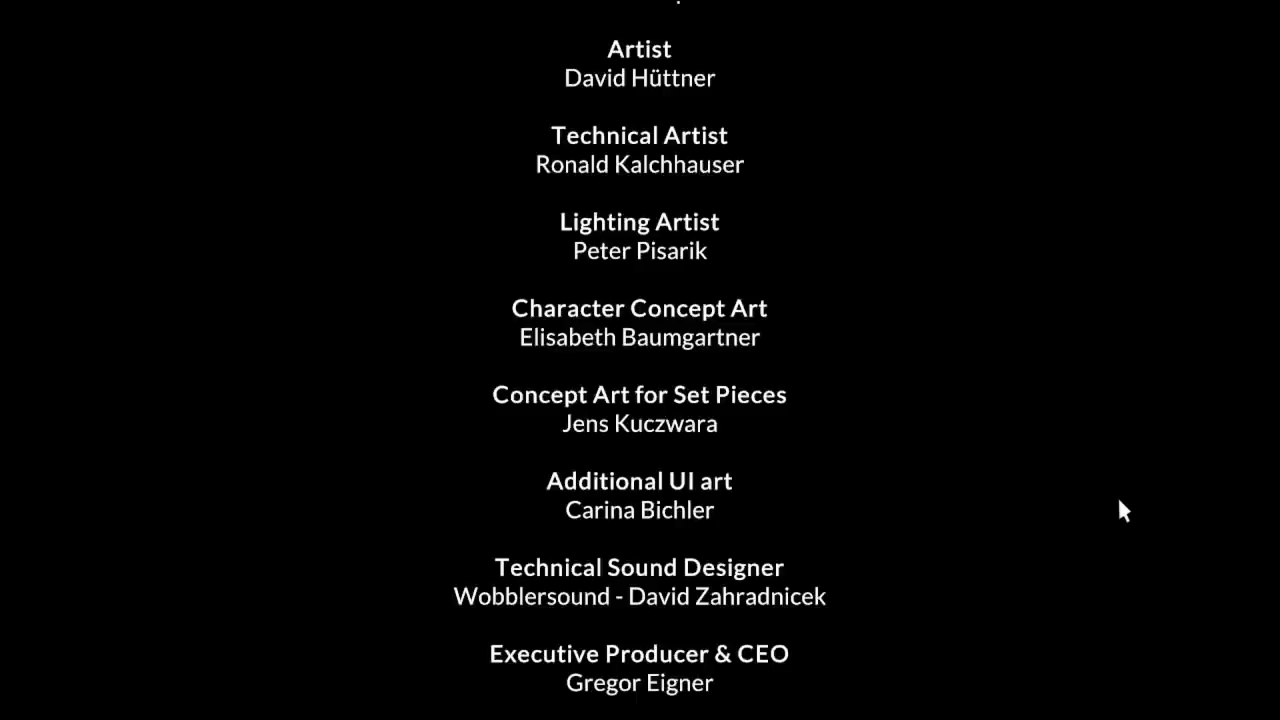 Artist
David Hüttner
Technical Artist
Ronald Kalchhauser
Lighting Artist
Peter Pisarik
Character Concept Art
Elisabeth Baumgartner
Concept Art for Set Pieces
Jens Kuczwara
Additional UI art
Carina Bichler
Technical Sound Designer
Wobblersound - David Zahradnicek
Executive Producer & CEO
Gregor Eigner